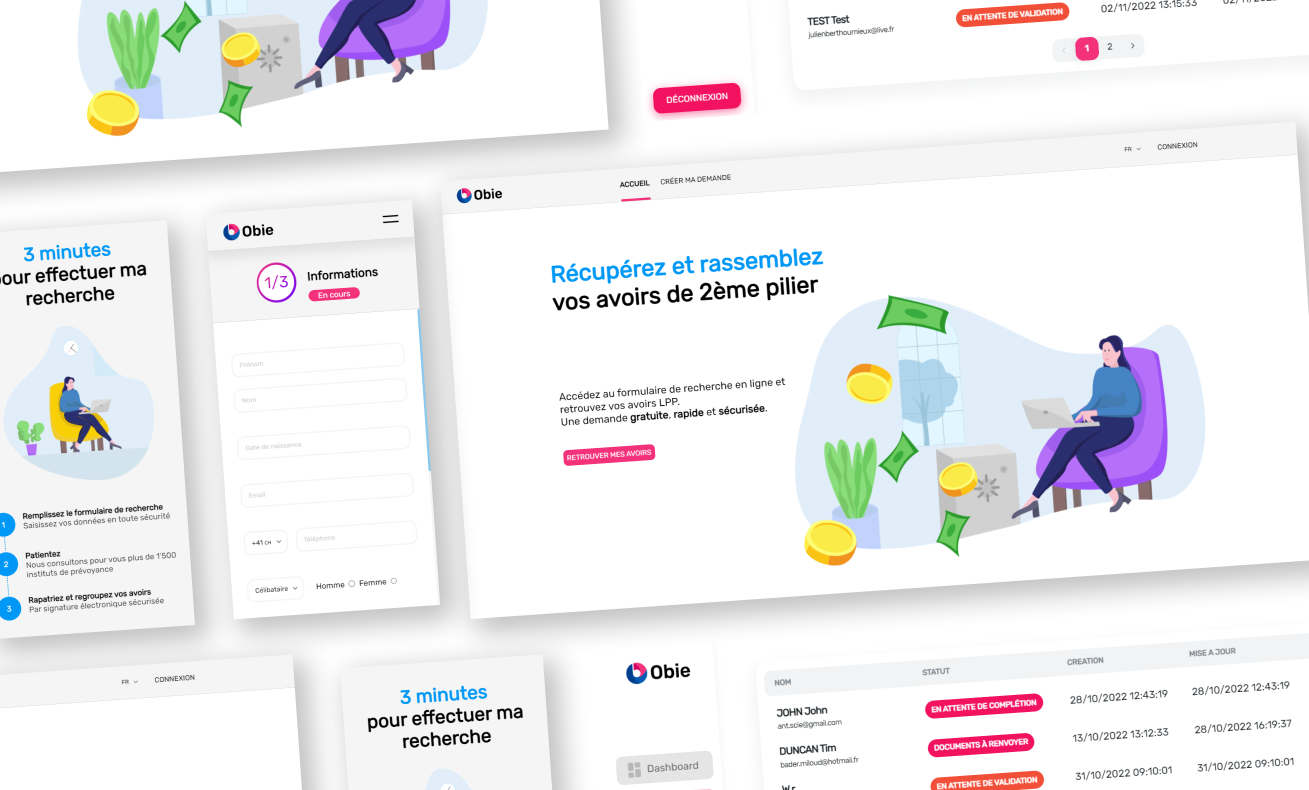 TEST Test
julienberthoumieux@live.fr
EN ATTENTE DE VALIDATION
02/11/2022 13:15:33
< 1 2 >
DÉCONNEXION
3 minutes
pour effectuer ma
recherche
1 Remplissez le formulaire de recherche
Saisissez vos données en toute sécurité
2 Patientez
Nous consultons pour vous plus de 1'500
instituts de prévoyance
3 Rapatriez et regroupez vos avoirs
Par signature électronique sécurisée
Obie
1/3
Informations
En cours
Prénom
Nom
Date de naissance
Email
+41 CH
Téléphone
Célibataire
Homme
Femme
Obie
ACCUEIL
CRÉER MA DEMANDE
FR
CONNEXION
Récupérez et rassemblez
vos avoirs de 2ème pilier
Accédez au formulaire de recherche en ligne et
retrouvez vos avoirs LPP.
Une demande gratuite, rapide et sécurisée.
RETROUVER MES AVOIRS
FR
CONNEXION
3 minutes
pour effectuer ma
recherche
Obie
Dashboard
NOM STATUT CREATION MISE A JOUR
JOHN John
ant.scie@gmail.com
EN ATTENTE DE COMPLÉTION
28/10/2022 12:43:19
28/10/2022 12:43:19
DUNCAN Tim
bader.miloud@hotmail.fr
DOCUMENTS À RENVOYER
13/10/2022 13:12:33
28/10/2022 16:19:37
EN ATTENTE DE VALIDATION
31/10/2022 09:10:01
31/10/2022 09:10:01